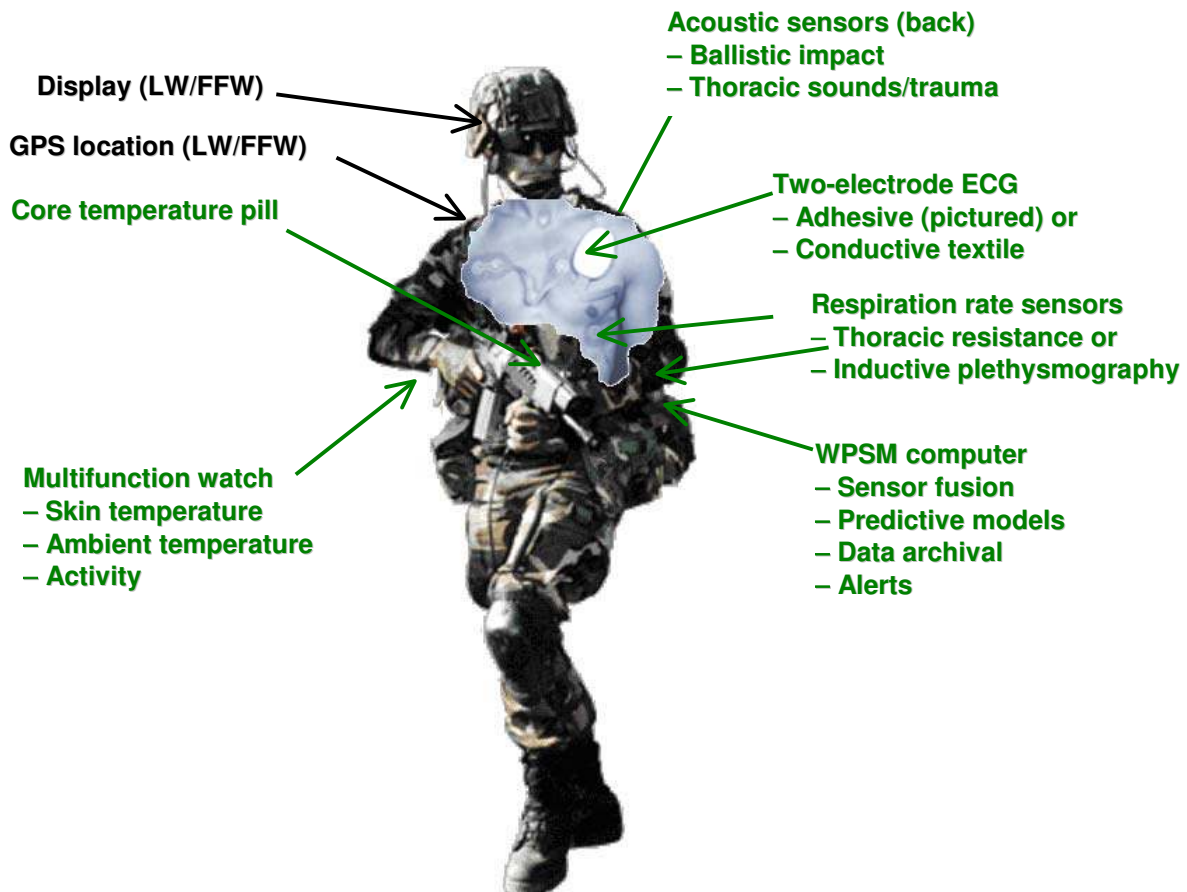 Display (LW/FFW)
GPS location (LW/FFW)
Core temperature pill
Multifunction watch
– Skin temperature
– Ambient temperature
– Activity
Acoustic sensors (back)
– Ballistic impact
– Thoracic sounds/trauma
Two-electrode ECG
– Adhesive (pictured) or
– Conductive textile
Respiration rate sensors
– Thoracic resistance or
– Inductive plethysmography
WPSM computer
– Sensor fusion
– Predictive models
– Data archival
– Alerts